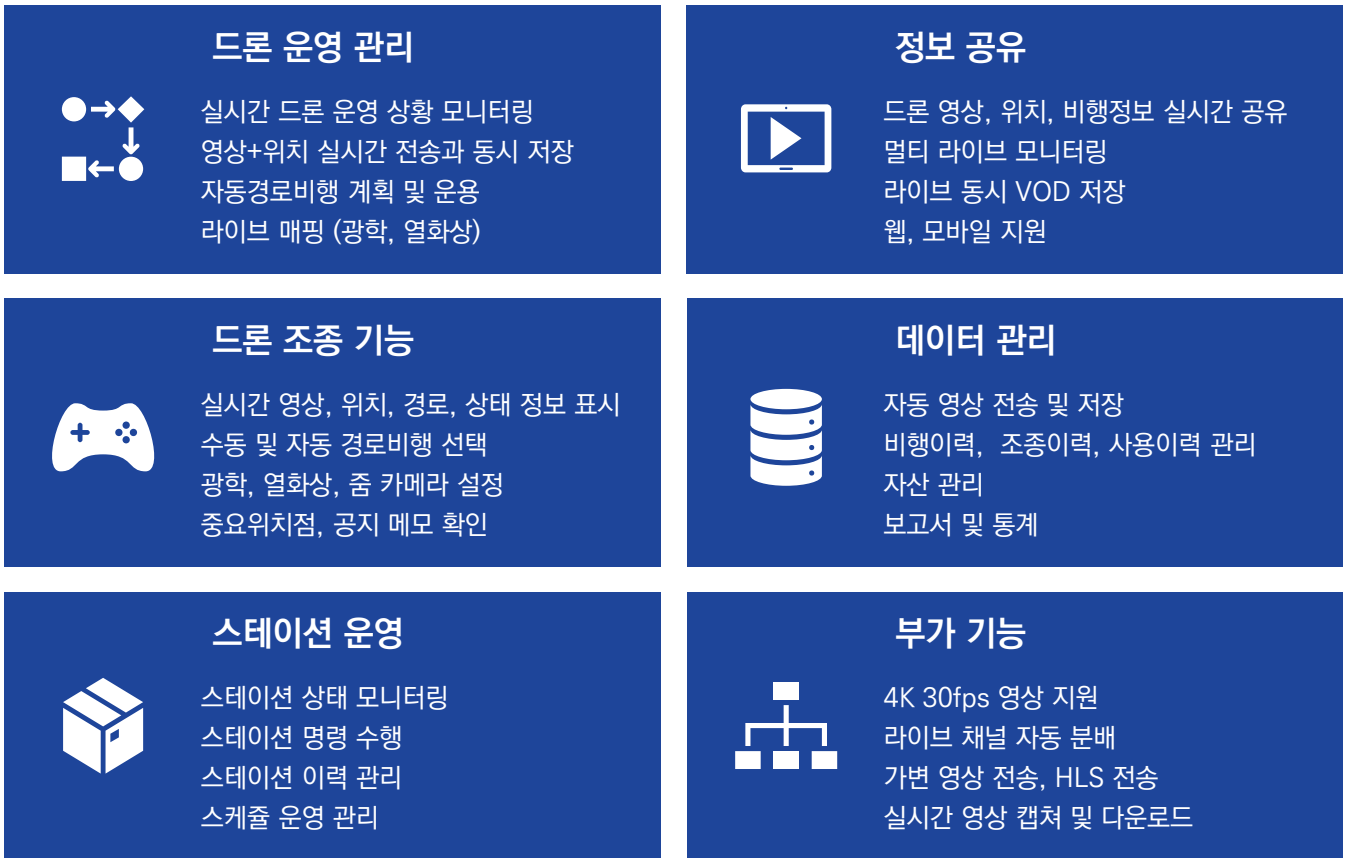 드론 운영 관리
실시간 드론 운영 상황 모니터링
영상+위치 실시간 전송과 동시 저장
자동경로비행 계획 및 운용
라이브 매핑 (광학, 열화상)
정보 공유
드론 영상, 위치, 비행정보 실시간 공유
멀티 라이브 모니터링
라이브 동시 VOD 저장
웹, 모바일 지원
드론 조종 기능
실시간 영상, 위치, 경로, 상태 정보 표시
수동 및 자동 경로비행 선택
광학, 열화상, 줌 카메라 설정
중요위치점, 공지 메모 확인
데이터 관리
자동 영상 전송 및 저장
비행이력,  조종이력, 사용이력 관리
자산 관리
보고서 및 통계
스테이션 운영
스테이션 상태 모니터링
스테이션 명령 수행
스테이션 이력 관리
스케쥴 운영 관리
부가 기능
4K 30fps 영상 지원
라이브 채널 자동 분배
가변 영상 전송, HLS 전송
실시간 영상 캡쳐 및 다운로드